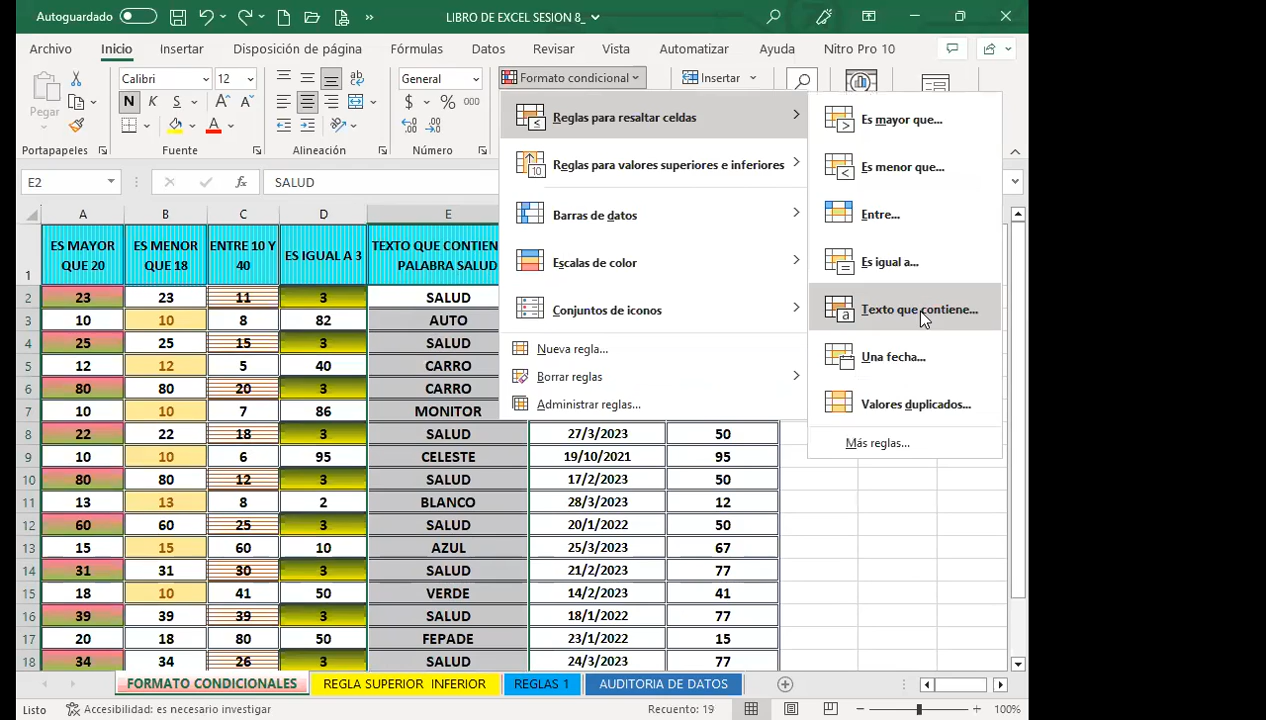 Autoguardado LIBRO DE EXCEL SESION 8_
Archivo Inicio Insertar Disposición de página Fórmulas Datos Revisar Vista Automatizar Ayuda Nitro Pro 10
Pegar
Calibri 12
N K S
General
$ % 000
Formato condicional
Insertar
Portapapeles Fuente Alineación Número
Reglas para resaltar celdas
Reglas para valores superiores e inferiores
Barras de datos
Escalas de color
Conjuntos de iconos
Nueva regla...
Borrar reglas
Administrar reglas...
Es mayor que...
Es menor que...
Entre...
Es igual a...
Texto que contiene...
Una fecha...
Valores duplicados...
Más reglas...
E2 fx SALUD
A B C D E
1 ES MAYOR QUE 20 ES MENOR QUE 18 ENTRE 10 Y 40 ES IGUAL A 3 TEXTO QUE CONTIEN PALABRA SALUD
2 23 23 11 3 SALUD
3 10 10 8 82 AUTO
4 25 25 15 3 SALUD
5 12 12 5 40 CARRO
6 80 80 20 3 CARRO
7 10 10 7 86 MONITOR
8 22 22 18 3 SALUD 27/3/2023 50
9 10 10 6 95 CELESTE 19/10/2021 95
10 80 80 12 3 SALUD 17/2/2023 50
11 13 13 8 2 BLANCO 28/3/2023 12
12 60 60 25 3 SALUD 20/1/2022 50
13 15 15 60 10 AZUL 25/3/2023 67
14 31 31 30 3 SALUD 21/2/2023 77
15 18 10 41 50 VERDE 14/2/2023 41
16 39 39 39 3 SALUD 18/1/2022 77
17 20 18 80 50 FEPADE 23/1/2022 15
18 34 34 26 3 SALUD 24/3/2023 77
FORMATO CONDICIONALES REGLA SUPERIOR INFERIOR REGLAS 1 AUDITORIA DE DATOS
Listo Accesibilidad: es necesario investigar Recuento: 19 100%